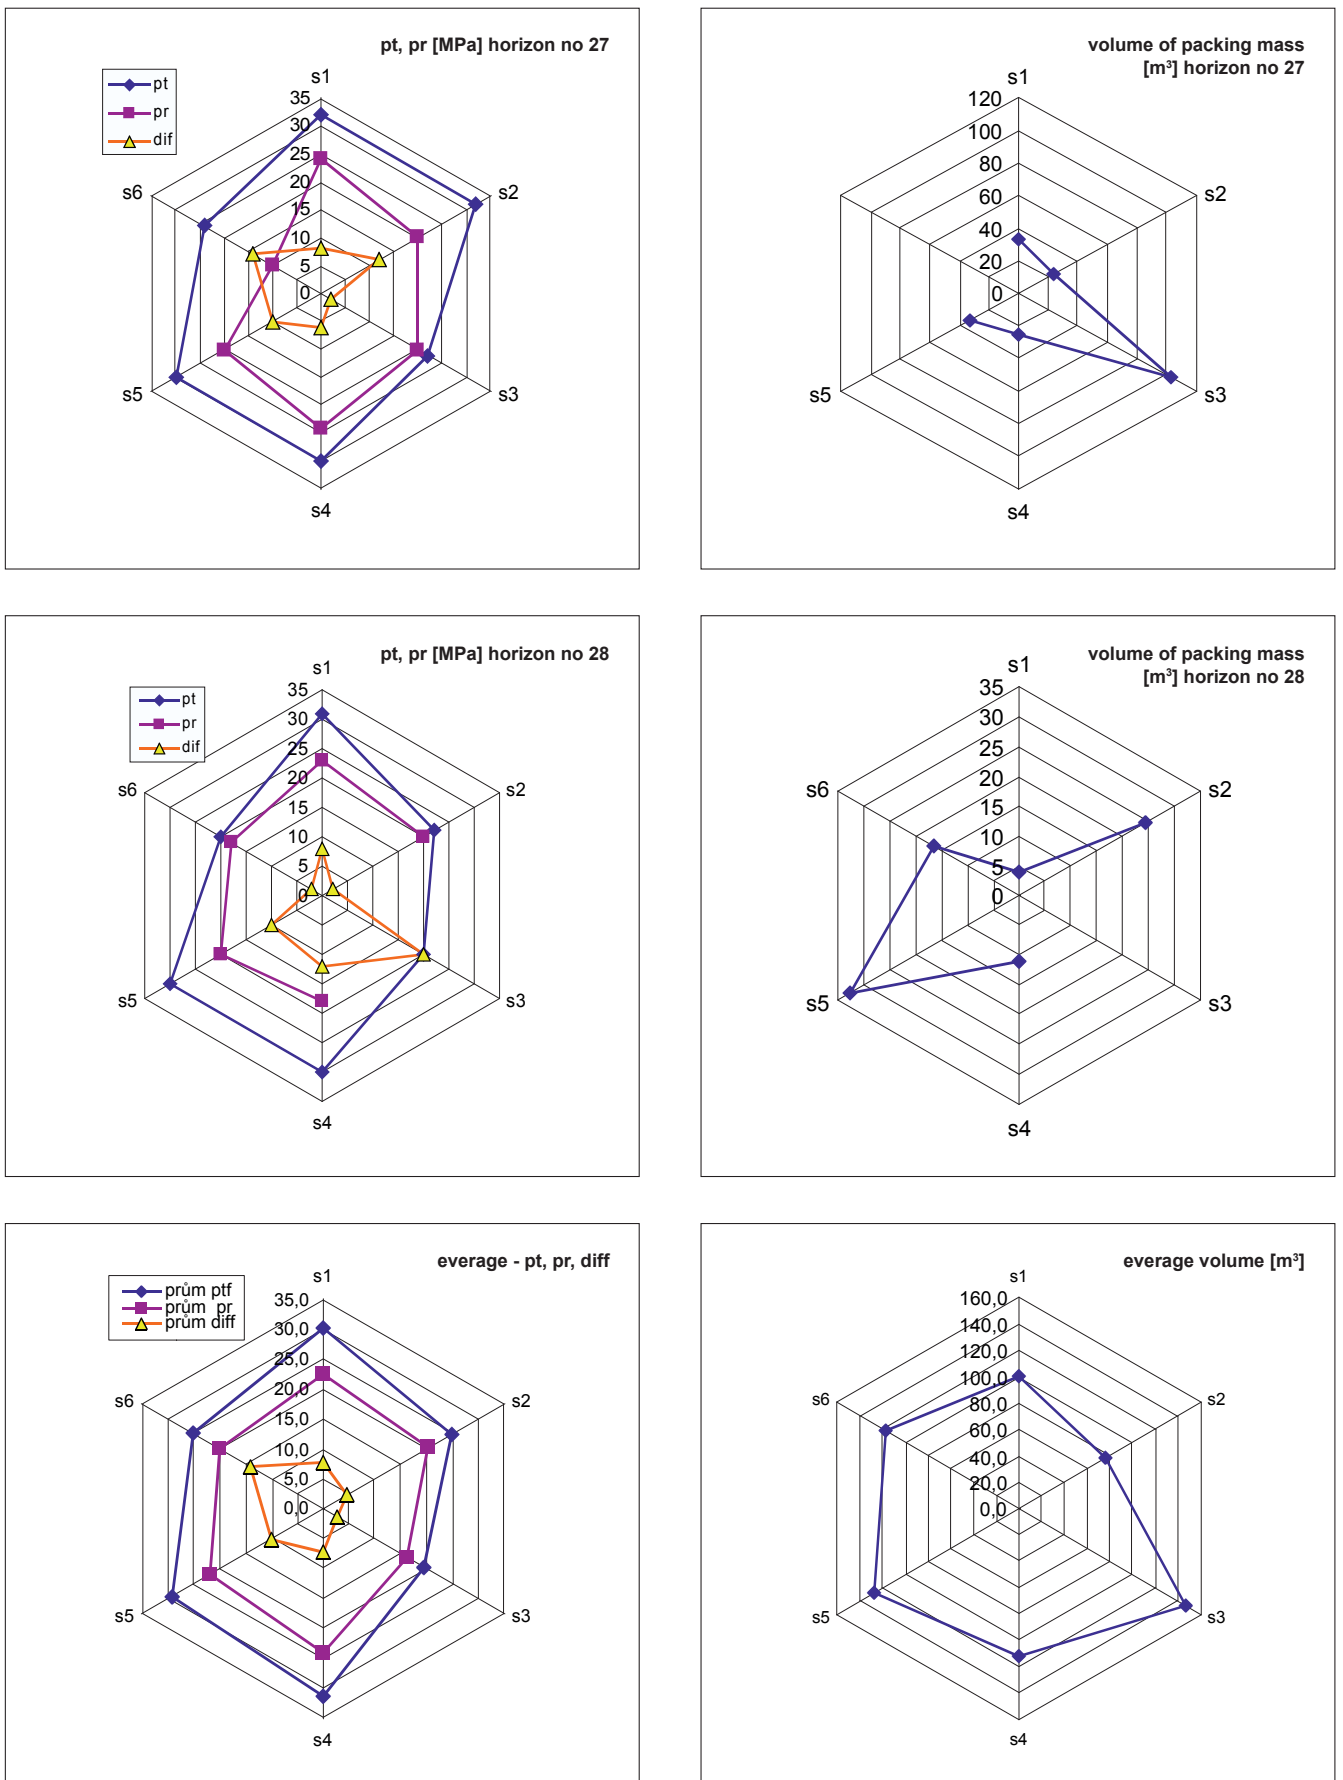 pt, pr [MPa] horizon no 27
s1
pt
pr
dif
35
30
25
20
15
10
5
0
s2
s3
s4
s5
s6
volume of packing mass
[m³] horizon no 27
s1
120
100
80
60
40
20
0
s2
s3
s4
s5
pt, pr [MPa] horizon no 28
s1
pt
pr
dif
35
30
25
20
15
10
5
0
s2
s3
s4
s5
s6
volume of packing mass
[m³] horizon no 28
s1
35
30
25
20
15
10
5
0
s2
s3
s4
s5
s6
everage - pt, pr, diff
s1
prům ptf
prům pr
prům diff
35,0
30,0
25,0
20,0
15,0
10,0
5,0
0,0
s2
s3
s4
s5
s6
everage volume [m³]
s1
160,0
140,0
120,0
100,0
80,0
60,0
40,0
20,0
0,0
s2
s3
s4
s5
s6